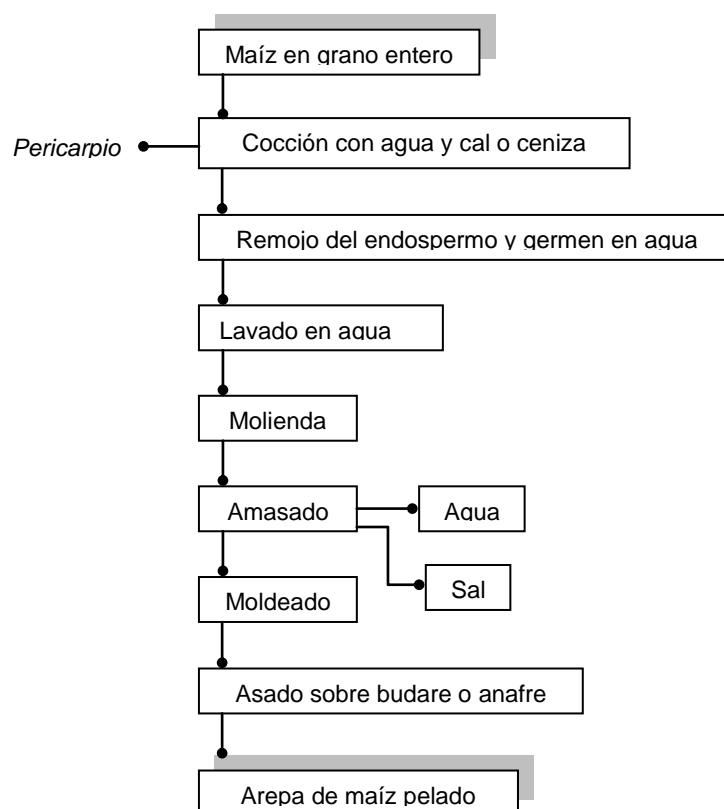 Maíz en grano entero
Pericarpio
Cocción con agua y cal o ceniza
Remojo del endospermo y germen en agua
Lavado en agua
Molienda
Amasado
Agua
Sal
Moldeado
Asado sobre budare o anafre
Arepa de maíz pelado